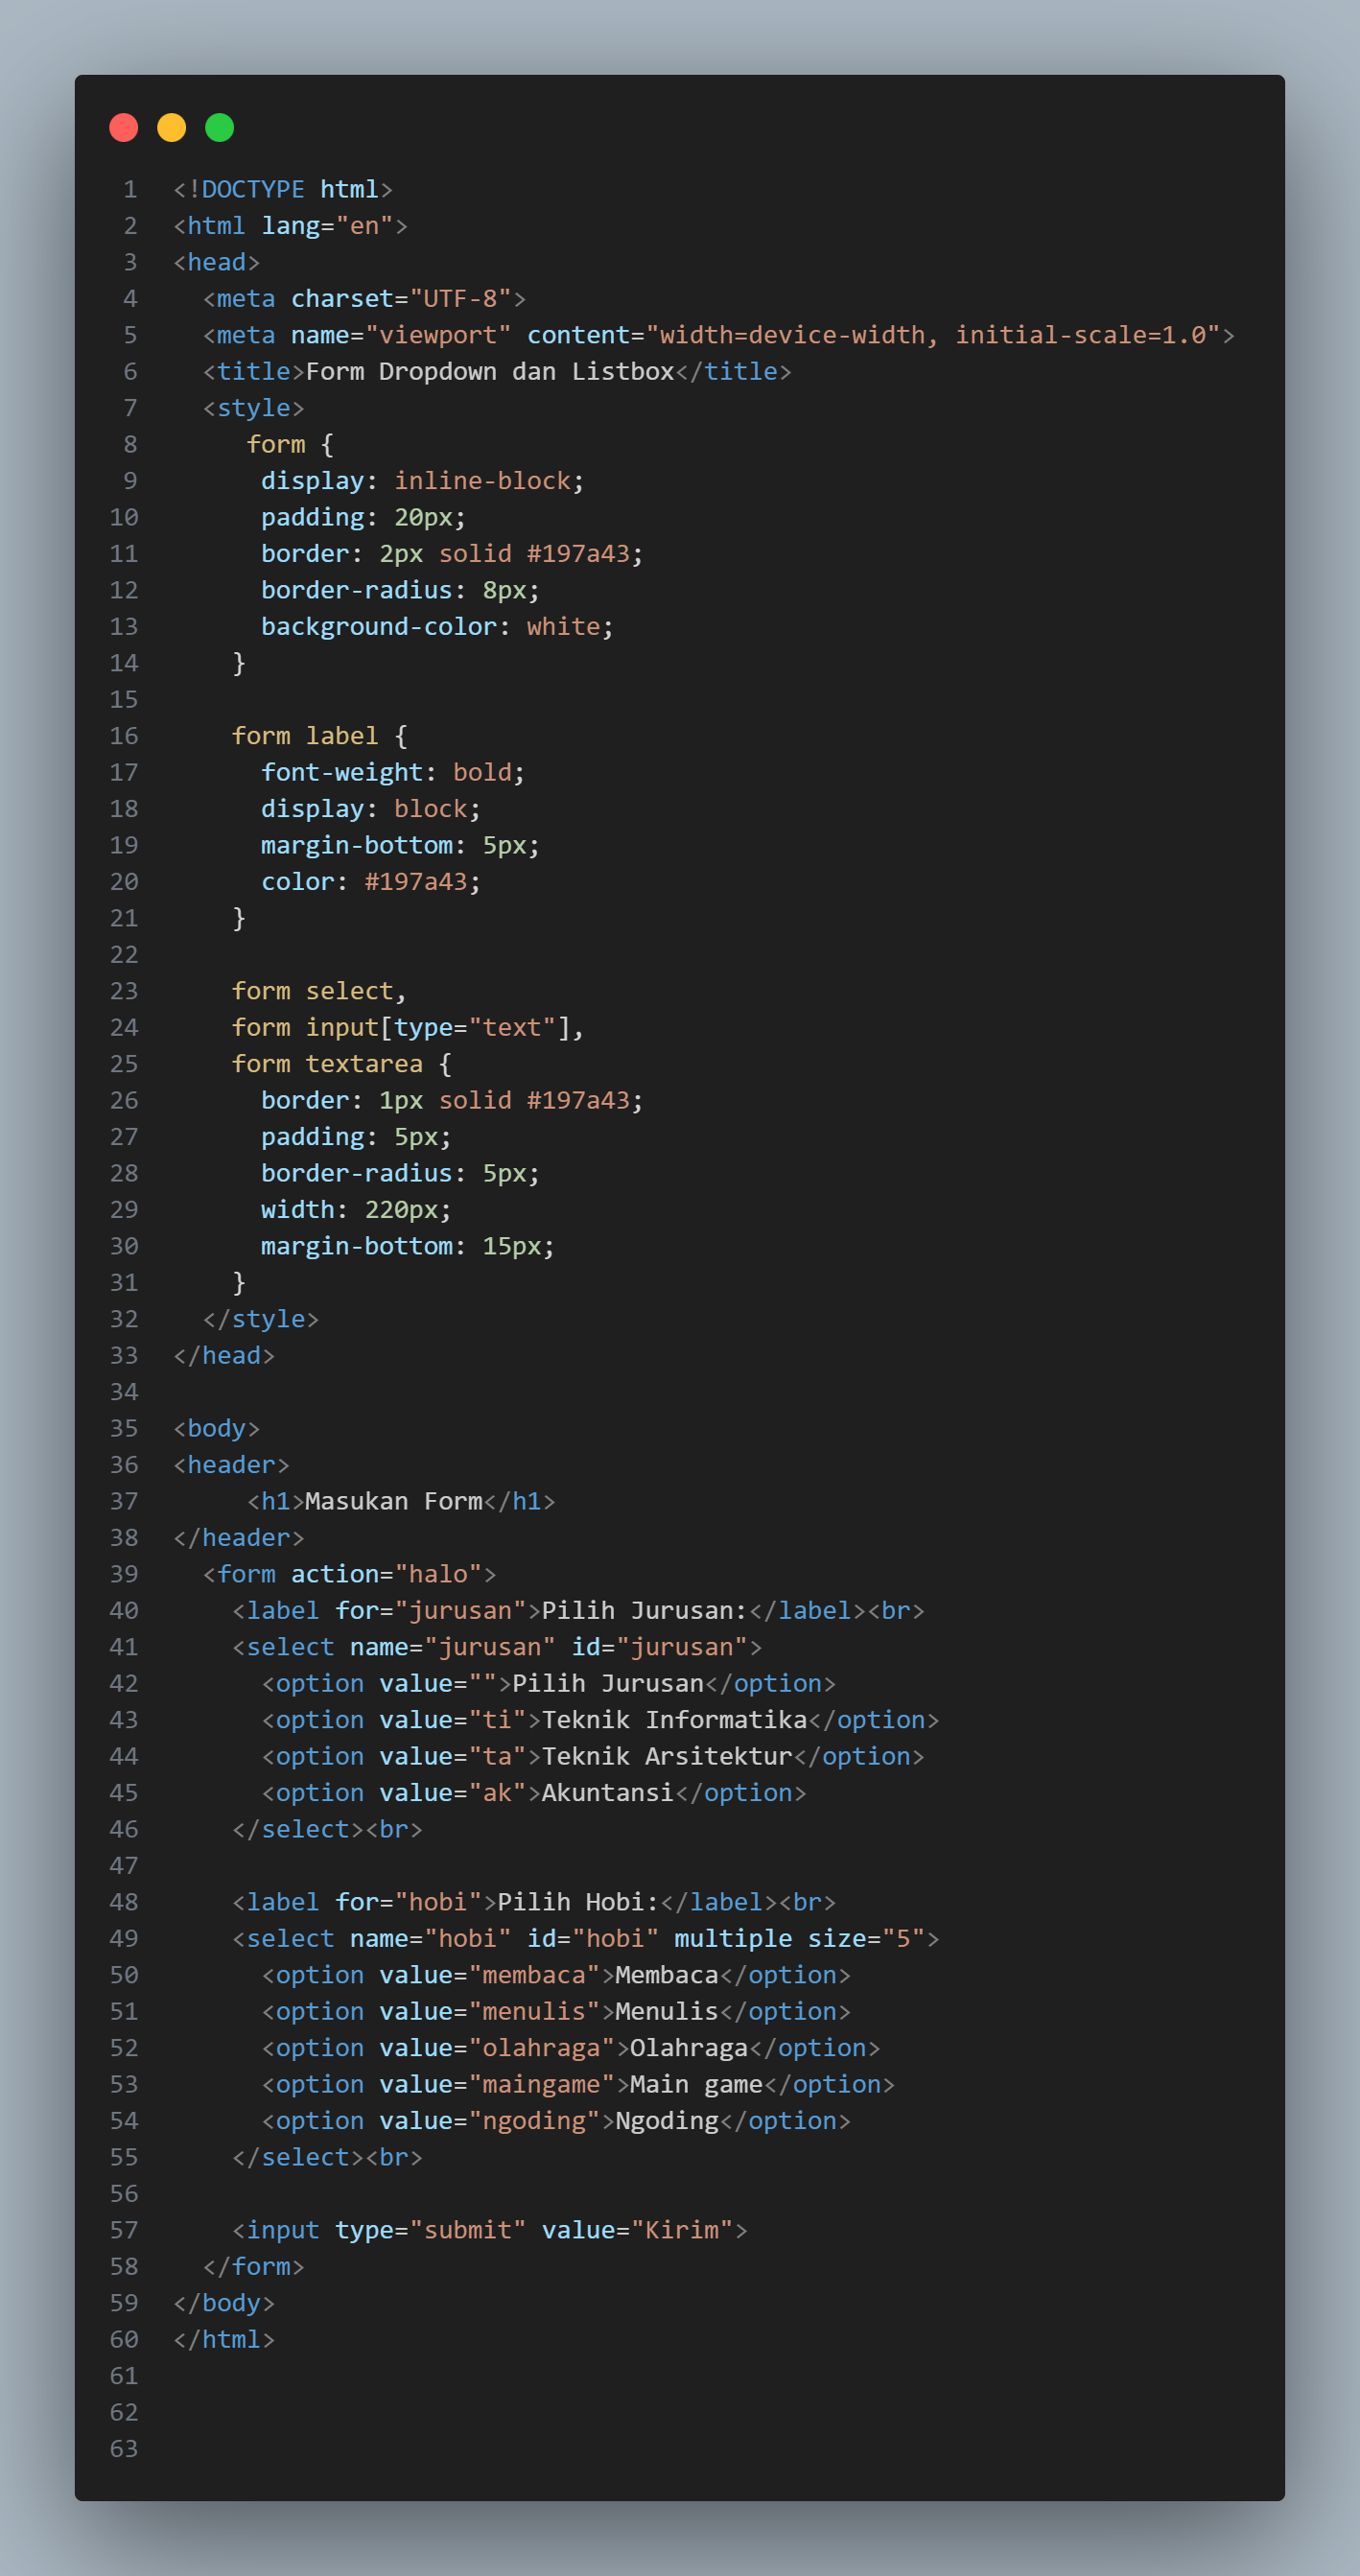 1 <!DOCTYPE html>
2 <html lang="en">
3 <head>
4   <meta charset="UTF-8">
5   <meta name="viewport" content="width=device-width, initial-scale=1.0">
6   <title>Form Dropdown dan Listbox</title>
7   <style>
8      form {
9       display: inline-block;
10       padding: 20px;
11       border: 2px solid #197a43;
12       border-radius: 8px;
13       background-color: white;
14     }
15
16     form label {
17       font-weight: bold;
18       display: block;
19       margin-bottom: 5px;
20       color: #197a43;
21     }
22
23     form select,
24     form input[type="text"],
25     form textarea {
26       border: 1px solid #197a43;
27       padding: 5px;
28       border-radius: 5px;
29       width: 220px;
30       margin-bottom: 15px;
31     }
32   </style>
33 </head>
34
35 <body>
36 <header>
37      <h1>Masukan Form</h1>
38 </header>
39   <form action="halo">
40     <label for="jurusan">Pilih Jurusan:</label><br>
41     <select name="jurusan" id="jurusan">
42       <option value="">Pilih Jurusan</option>
43       <option value="ti">Teknik Informatika</option>
44       <option value="ta">Teknik Arsitektur</option>
45       <option value="ak">Akuntansi</option>
46     </select><br>
47
48     <label for="hobi">Pilih Hobi:</label><br>
49     <select name="hobi" id="hobi" multiple size="5">
50       <option value="membaca">Membaca</option>
51       <option value="menulis">Menulis</option>
52       <option value="olahraga">Olahraga</option>
53       <option value="maingame">Main game</option>
54       <option value="ngoding">Ngoding</option>
55     </select><br>
56
57     <input type="submit" value="Kirim">
58   </form>
59 </body>
60 </html>
61
62
63